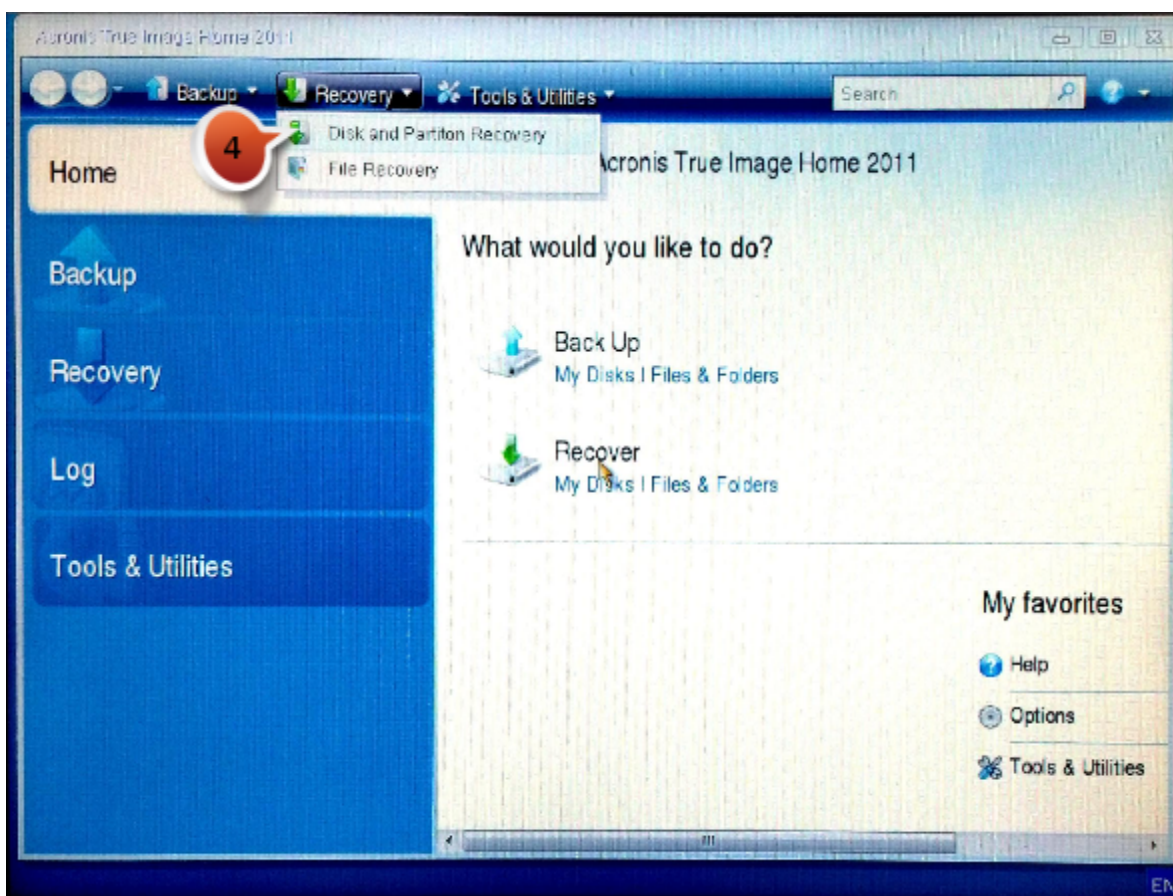 Acronis True Image Home 2011
Backup
Recovery
Tools & Utilities
Search
4
Disk and Partiton Recovery
File Recovery
Home
Acronis True Image Home 2011
What would you like to do?
Backup
Recovery
Log
Tools & Utilities
Back Up
My Disks | Files & Folders
Recover
My Disks | Files & Folders
My favorites
Help
Options
Tools & Utilities
EN